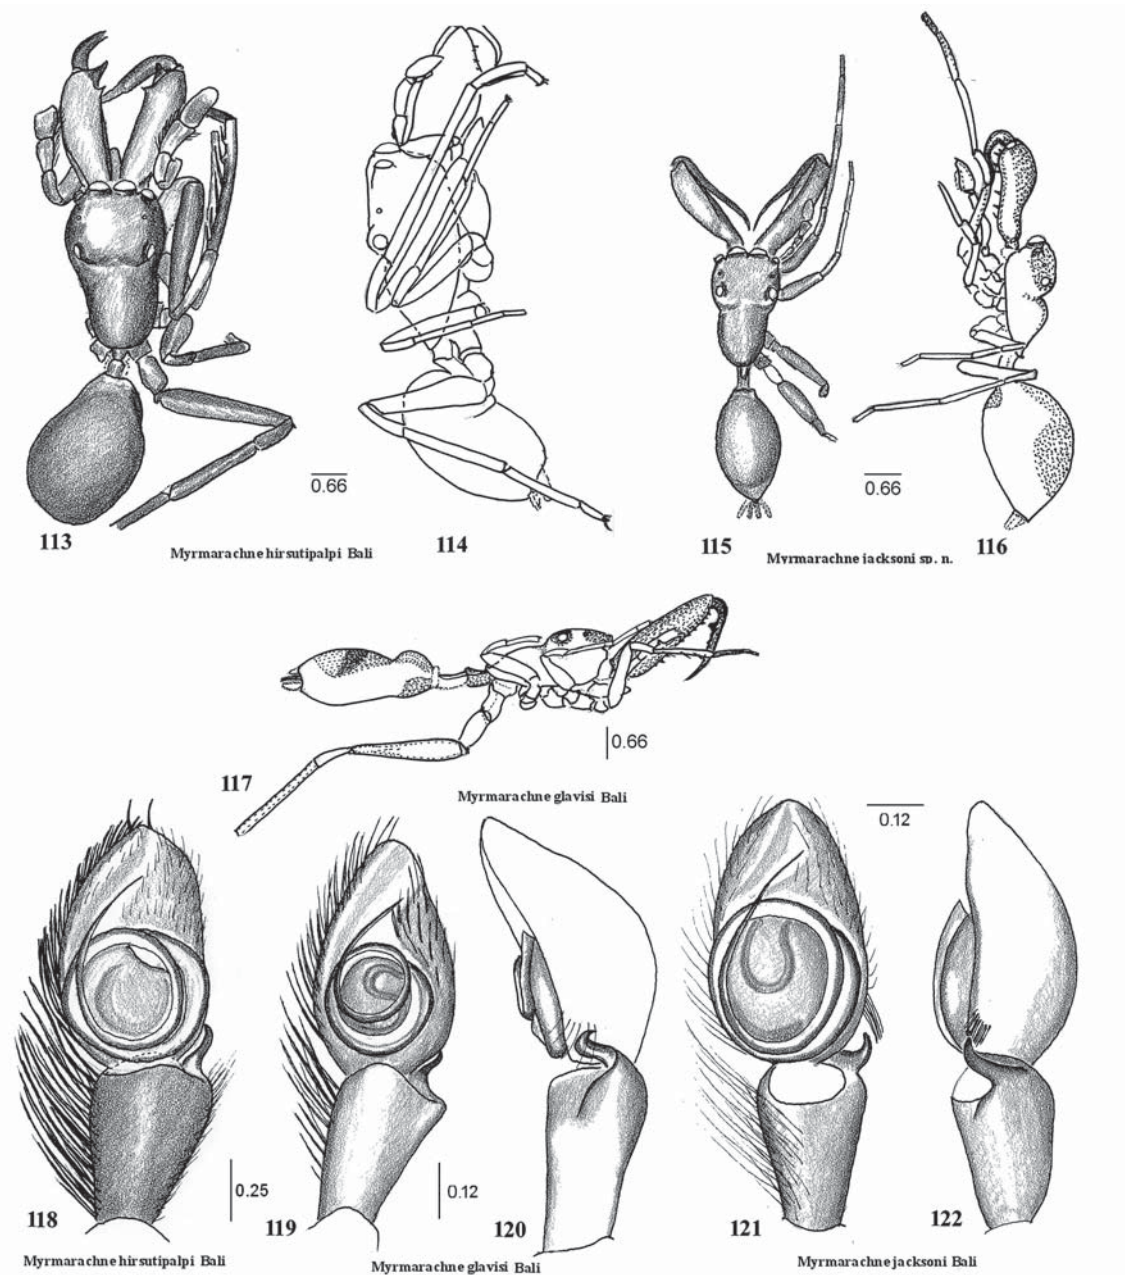 0.66
0.66
113
114
115
116
Myrmarachne hirsutipalpi Bali
Myrmarachne jacksoni sp. n.
0.66
117
Myrmarachne glavisi Bali
0.12
0.25
0.12
118
119
120
121
122
Myrmarachne hirsutipalpi Bali
Myrmarachne glavisi Bali
Myrmarachne jacksoni Bali